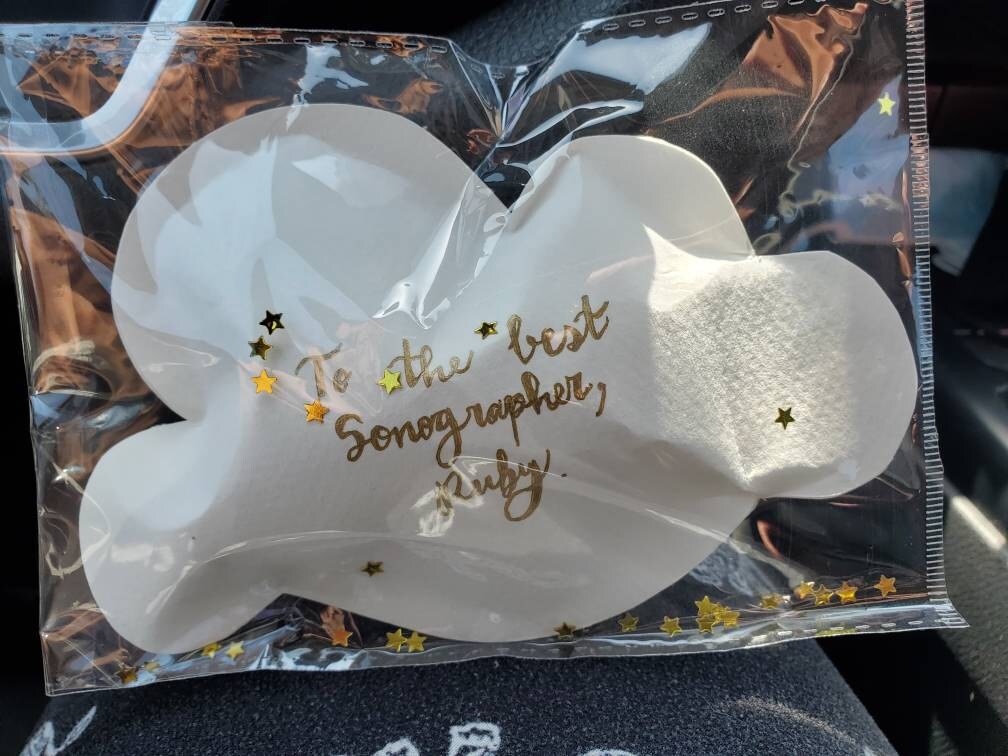 To the best
Sonographer,
Ruby.